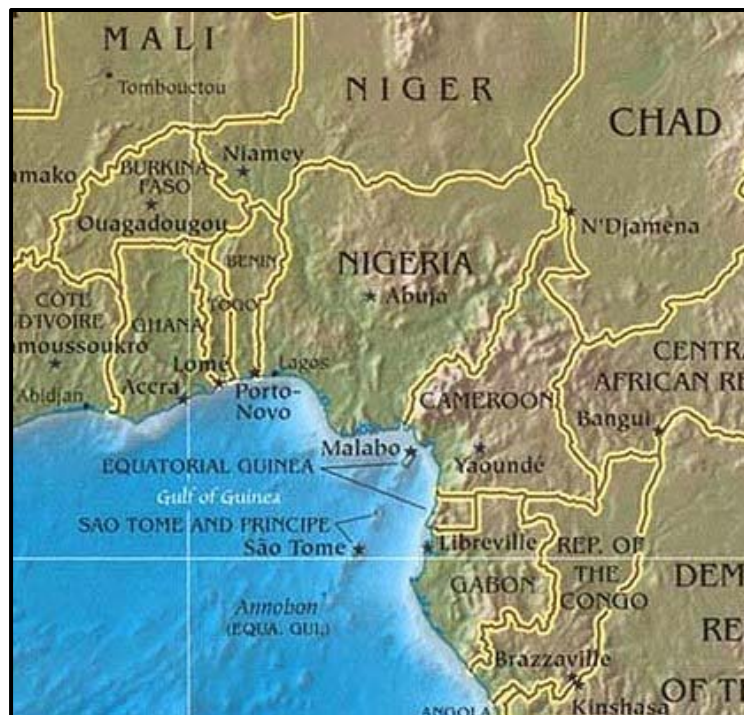 MALI
Tombouctou
NIGER
CHAD
amako
BURKINA
FASO
Niamey
Ouagadougou
N'Djamena
BENIN
NIGERIA
Abuja
CÔTE
D'IVOIRE
amoussoukro
GHANA
TOGO
Lomé
Lagos
CENTRA
AFRICAN RE
Abidjan
Accra
Porto-
Novo
CAMEROON
Bangui
Malabo
Yaoundé
EQUATORIAL GUINEA
Gulf of Guinea
SAO TOME AND PRINCIPE
São Tome
Libreville
REP. OF
THE
CONGO
GABON
DEM
RE
OF T
Annobon
(EQUA. GUI.)
Brazzaville
Kinshasa
ANGOLA